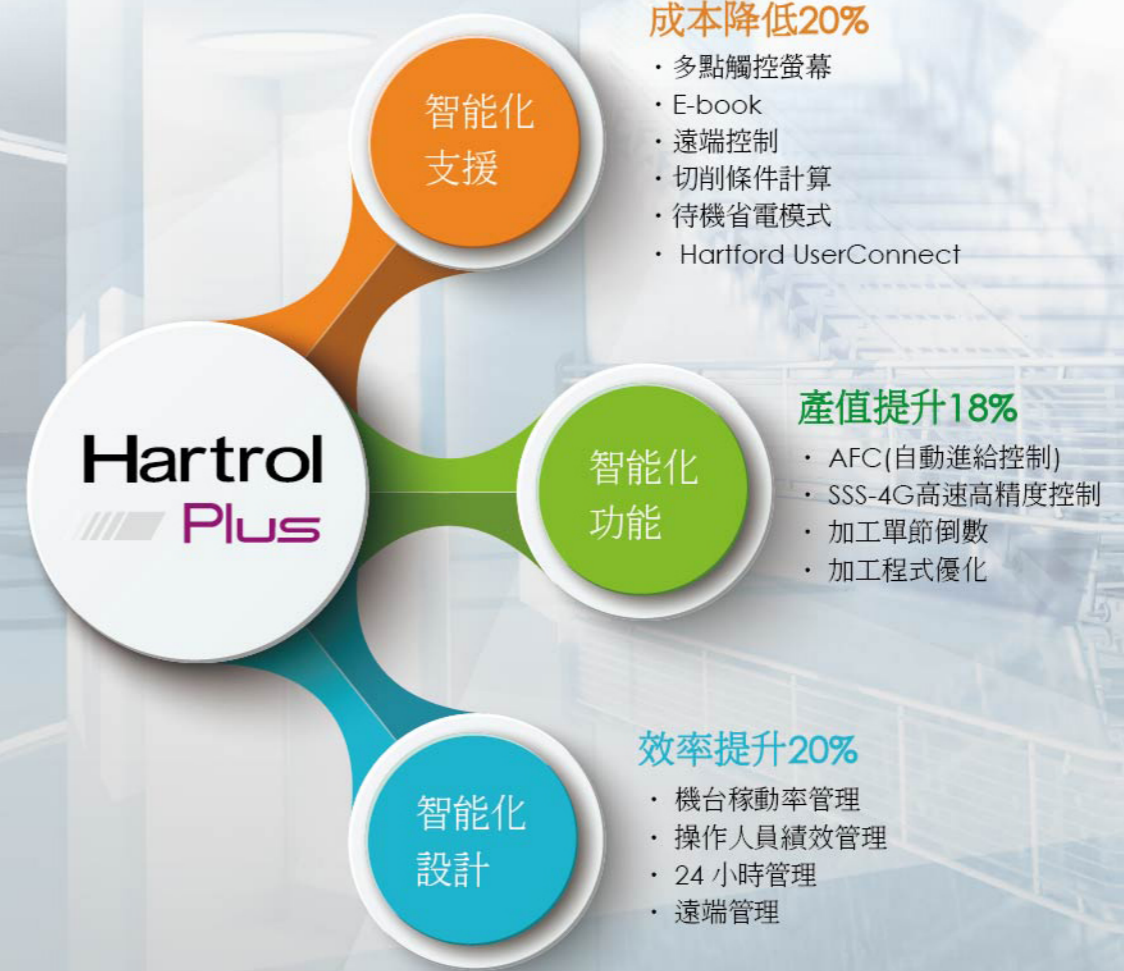 成本降低20%
智能化
支援
・多點觸控螢幕
・E-book
・遠端控制
・切削條件計算
・待機省電模式
・ Hartford UserConnect
Hartrol
Plus
產值提升18%
智能化
功能
・ AFC(自動進給控制)
・ SSS-4G高速高精度控制
・ 加工單節倒數
・ 加工程式優化
效率提升20%
智能化
設計
・ 機台稼動率管理
・ 操作人員績效管理
・ 24 小時管理
・ 遠端管理